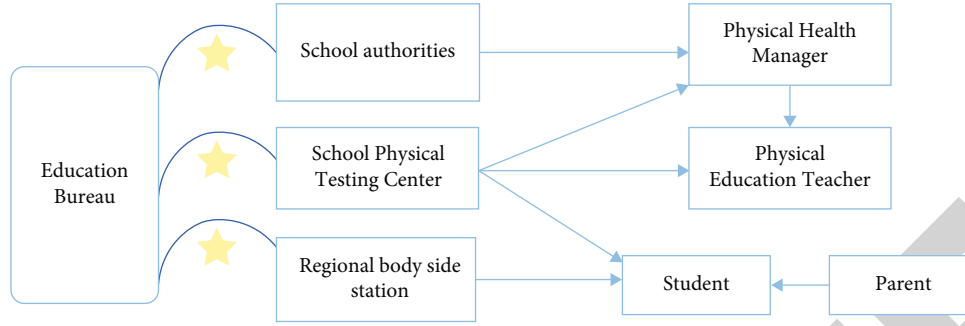 Education
Bureau
School authorities
School Physical
Testing Center
Regional body side
station
Physical Health
Manager
Physical
Education Teacher
Student
Parent